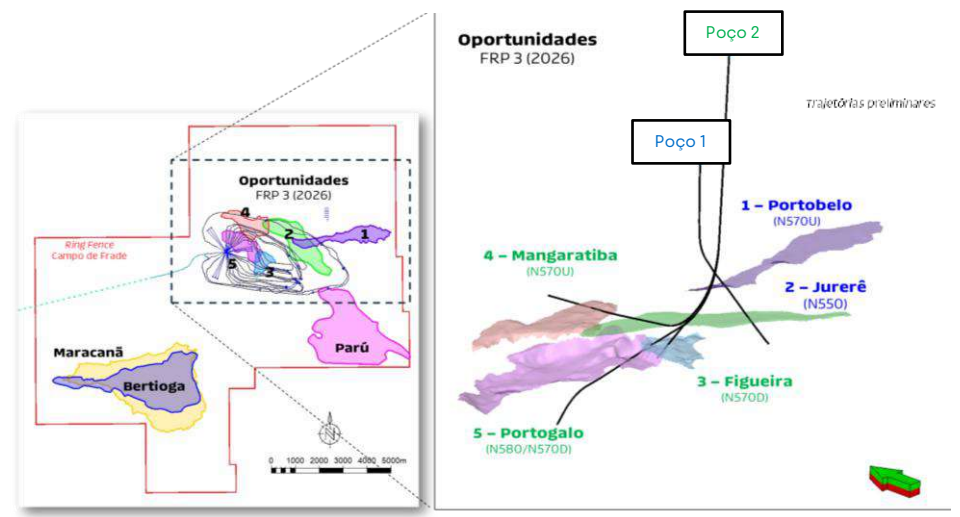 Oportunidades
FRP 3 (2026)
4
2
1
5
3
Ring Fence
Campo de Frade
Parú
Maracanã
Bertioga
N
0 1000 2000 3000 4000 5000m
Oportunidades
FRP 3 (2026)
Poço 2
Trajetórias preliminares
Poço 1
1 – Portobelo
(N570U)
4 – Mangaratiba
(N570U)
2 – Jurerê
(N550)
3 – Figueira
(N570D)
5 – Portogalo
(N580/N570D)